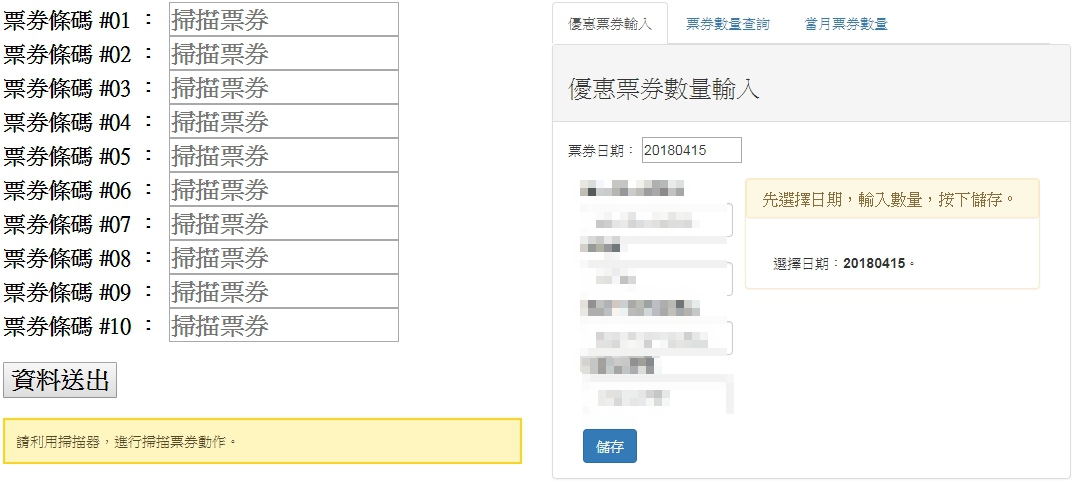 票券條碼 #01 ： 掃描票券
票券條碼 #02 ： 掃描票券
票券條碼 #03 ： 掃描票券
票券條碼 #04 ： 掃描票券
票券條碼 #05 ： 掃描票券
票券條碼 #06 ： 掃描票券
票券條碼 #07 ： 掃描票券
票券條碼 #08 ： 掃描票券
票券條碼 #09 ： 掃描票券
票券條碼 #10 ： 掃描票券
資料送出
請利用掃描器，進行掃描票券動作。
優惠票券輸入 票券數量查詢 當月票券數量
優惠票券數量輸入
票券日期： 20180415
先選擇日期，輸入數量，按下儲存。
選擇日期：20180415。
儲存